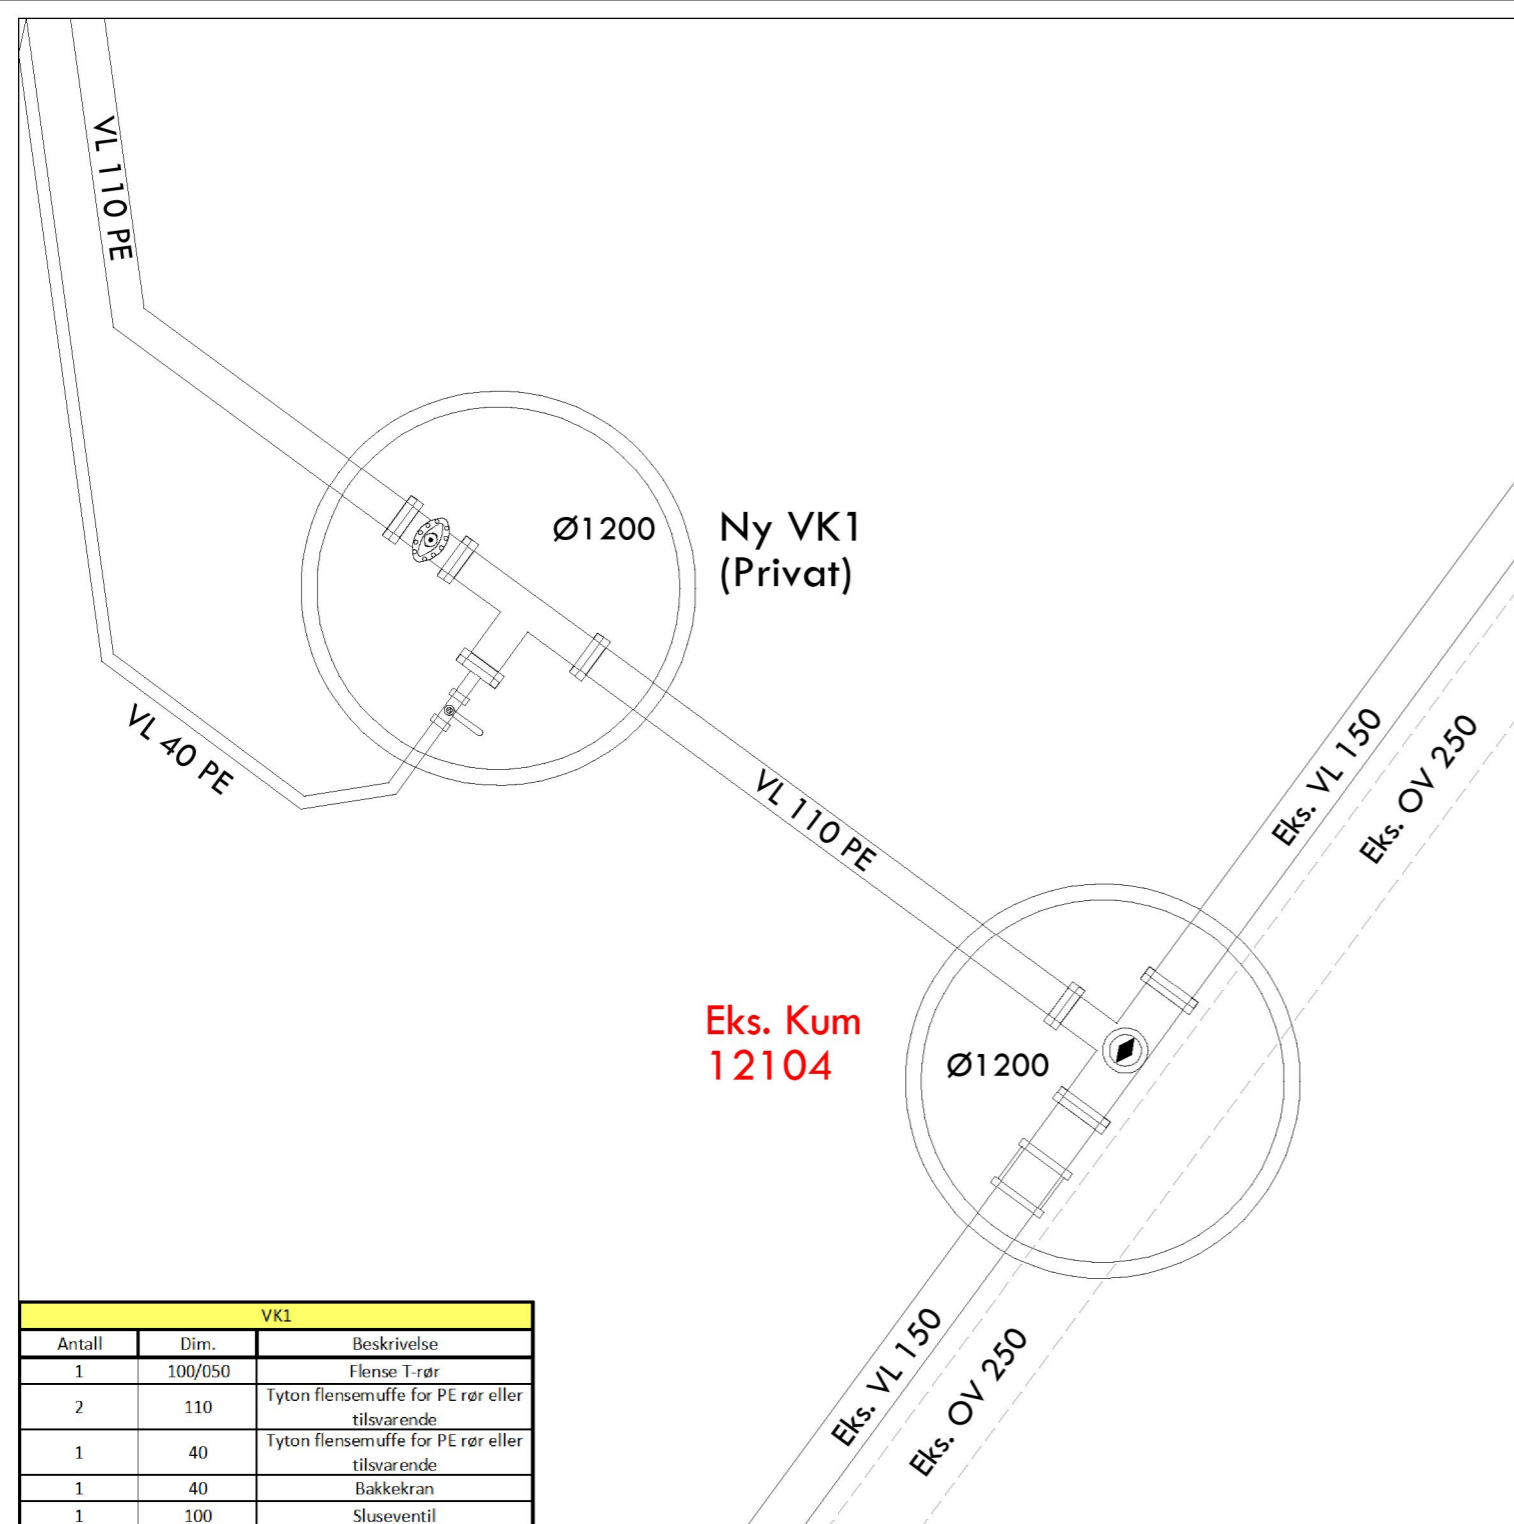 VL 110 PE
Ø1200
Ny VK1
(Privat)
VL 40 PE
VL 110 PE
Eks. VL 150
Eks. OV 250
Eks. Kum
12104
Ø1200
Eks. VL 150
Eks. OV 250
VK1
Antall Dim. Beskrivelse
1 100/050 Flense T-rør
2 110 Tyton flensemuffe for PE rør eller
tilsvarende
1 40 Tyton flensemuffe for PE rør eller
tilsvarende
1 40 Bakkekran
1 100 Sluseventil